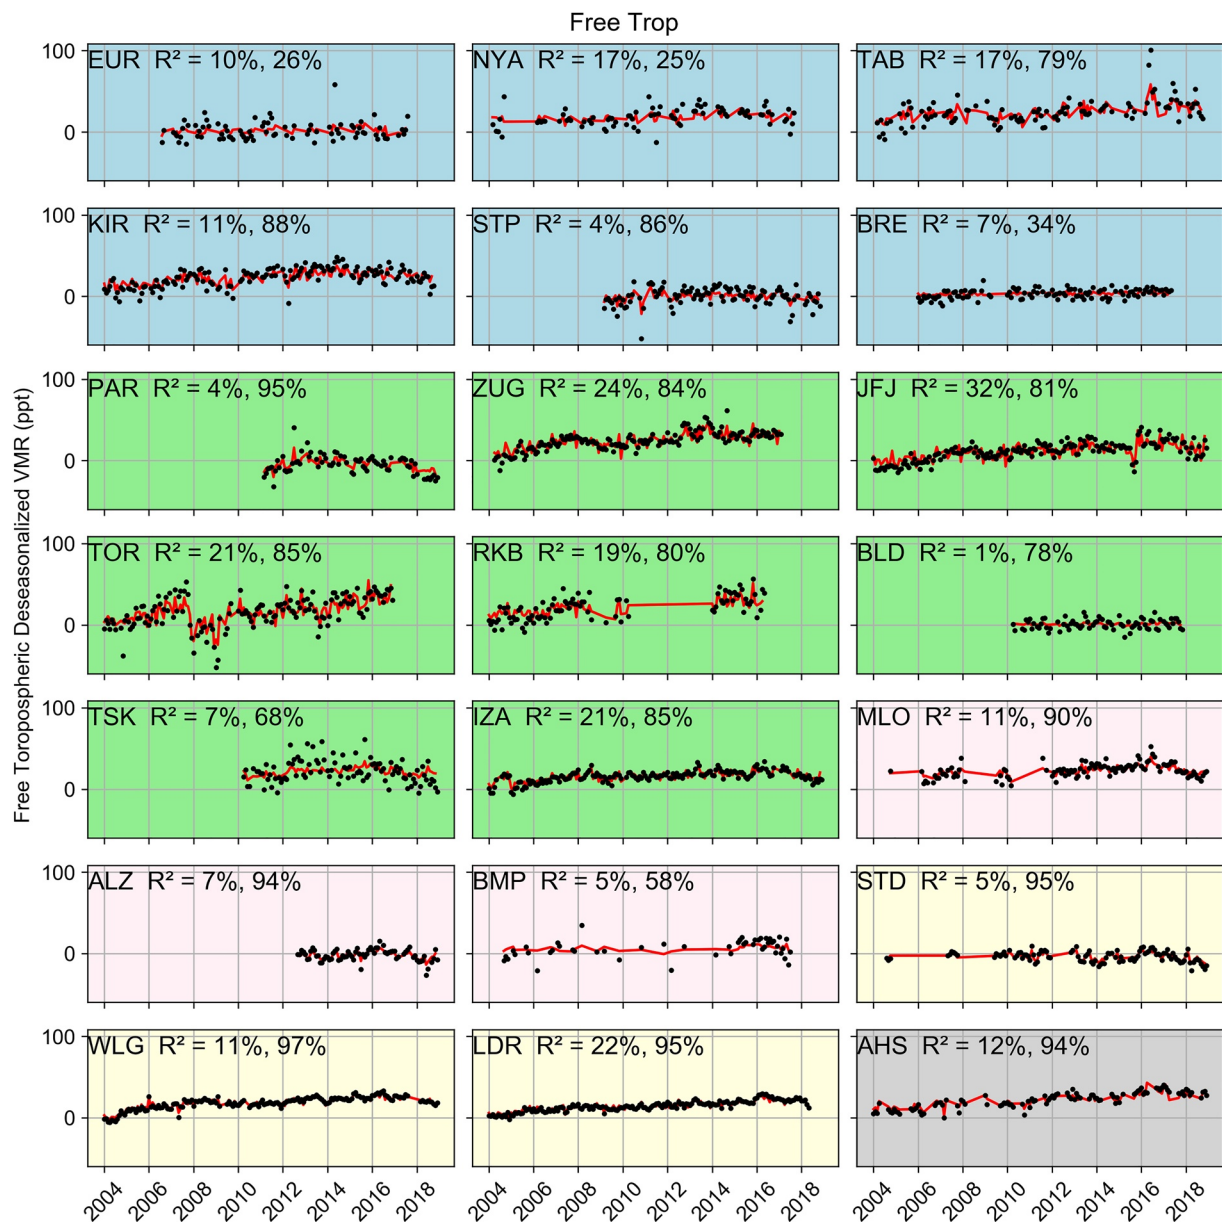 Free Trop
EUR R² = 10%, 26%
NYA R² = 17%, 25%
TAB R² = 17%, 79%
100
0
KIR R² = 11%, 88%
STP R² = 4%, 86%
BRE R² = 7%, 34%
100
0
PAR R² = 4%, 95%
ZUG R² = 24%, 84%
JFJ R² = 32%, 81%
100
0
TOR R² = 21%, 85%
RKB R² = 19%, 80%
BLD R² = 1%, 78%
100
0
TSK R² = 7%, 68%
IZA R² = 21%, 85%
MLO R² = 11%, 90%
100
0
ALZ R² = 7%, 94%
BMP R² = 5%, 58%
STD R² = 5%, 95%
100
0
WLG R² = 11%, 97%
LDR R² = 22%, 95%
AHS R² = 12%, 94%
100
0
Free Toropospheric Deseasonalized VMR (ppt)
2004 2006 2008 2010 2012 2014 2016 2018
2004 2006 2008 2010 2012 2014 2016 2018
2004 2006 2008 2010 2012 2014 2016 2018